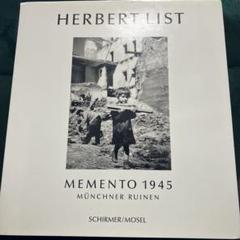 HERBERT LIST
MEMENTO 1945
MÜNCHNER RUINEN
SCHIRMER/MOSEL